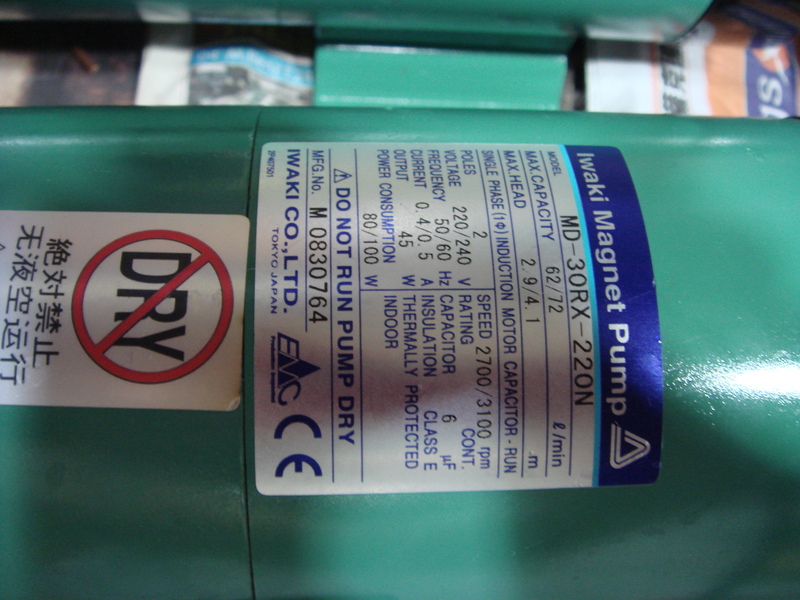 Iwaki Magnet Pump
MODEL MD-30RX-220N
MAX.CAPACITY 62/72 ℓ/min
MAX.HEAD 2.9/4.1 m
SINGLE PHASE (1ϕ) INDUCTION MOTOR CAPACITOR-RUN
POLES 2 SPEED 2700/3100 rpm
VOLTAGE 220/240 V RATING CONT.
FREQUENCY 50/60 Hz CAPACITOR 6 µF
CURRENT 0.4/0.5 A INSULATION CLASS E
OUTPUT 45 W THERMALLY PROTECTED
POWER CONSUMPTION 80/100 W INDOOR
⚠ DO NOT RUN PUMP DRY
MFG.No. M 0830764
IWAKI CO.,LTD.
TOKYO JAPAN
EMC
CE
DRY
絶対禁止
无液空运行